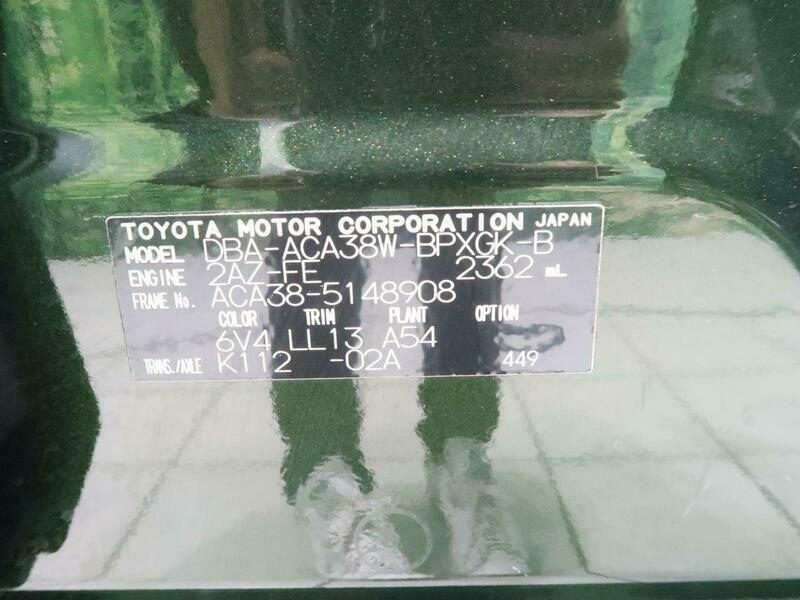 TOYOTA MOTOR CORPORATION JAPAN
MODEL DBA-ACA38W-BPXGK-B
ENGINE 2AZ-FE 2362 mL
FRAME No. ACA38-5148908
COLOR TRIM PLANT OPTION
6V4 LL13 A54
TRANS./AXLE K112 -02A 449